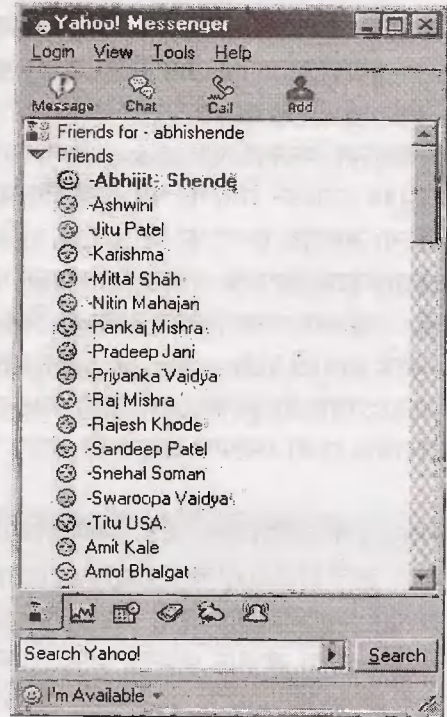 Yahoo! Messenger
Login View Tools Help
Message Chat Call Add
Friends for - abhishende
Friends
-Abhijit; Shende
-Ashwini
-Jitu Patel
-Karishma
-Mittal Shah
-Nitin Mahajan
-Pankaj Mishra
-Pradeep Jani
-Priyanka Vaidya
-Raj Mishra
-Rajesh Khode
-Sandeep Patel
-Snehal Soman
-Swaroopa Vaidya
-Titu USA
Amit Kale
Amol Bhalgat
Search Yahoo! Search
I'm Available